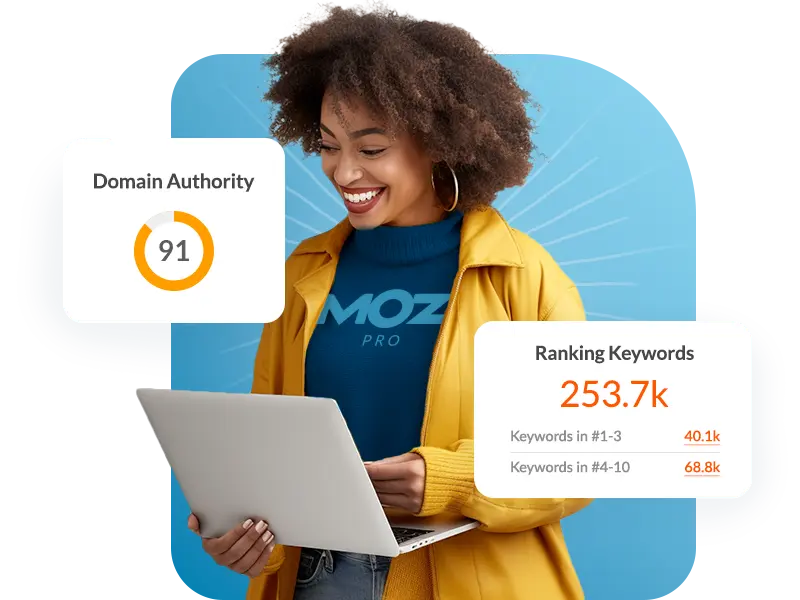 Domain Authority
91
MOZ
PRO
Ranking Keywords
253.7k
Keywords in #1-3 40.1k
Keywords in #4-10 68.8k